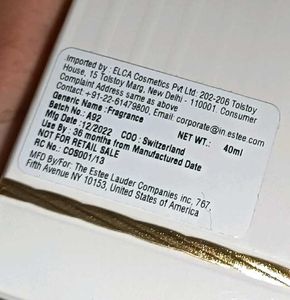 Imported by : ELCA Cosmetics Pvt Ltd: 202-206 Tolstoy
House, 15 Tolstoy Marg, New Delhi - 110001. Consumer
Complaint Address same as above
Contact +91-22-61479800 Email: corporate@in.estee.com
Generic Name : Fragrance
Batch No : A92
Mfg Date : 12/2022 COO : Switzerland NET WT.: 40ml
Use By : 36 months from Manufactured Date
NOT FOR RETAIL SALE
RC No.: COS001/13
MFD By/For: The Estee Lauder Companies inc, 767,
Fifth Avenue NY 10153, United States of America